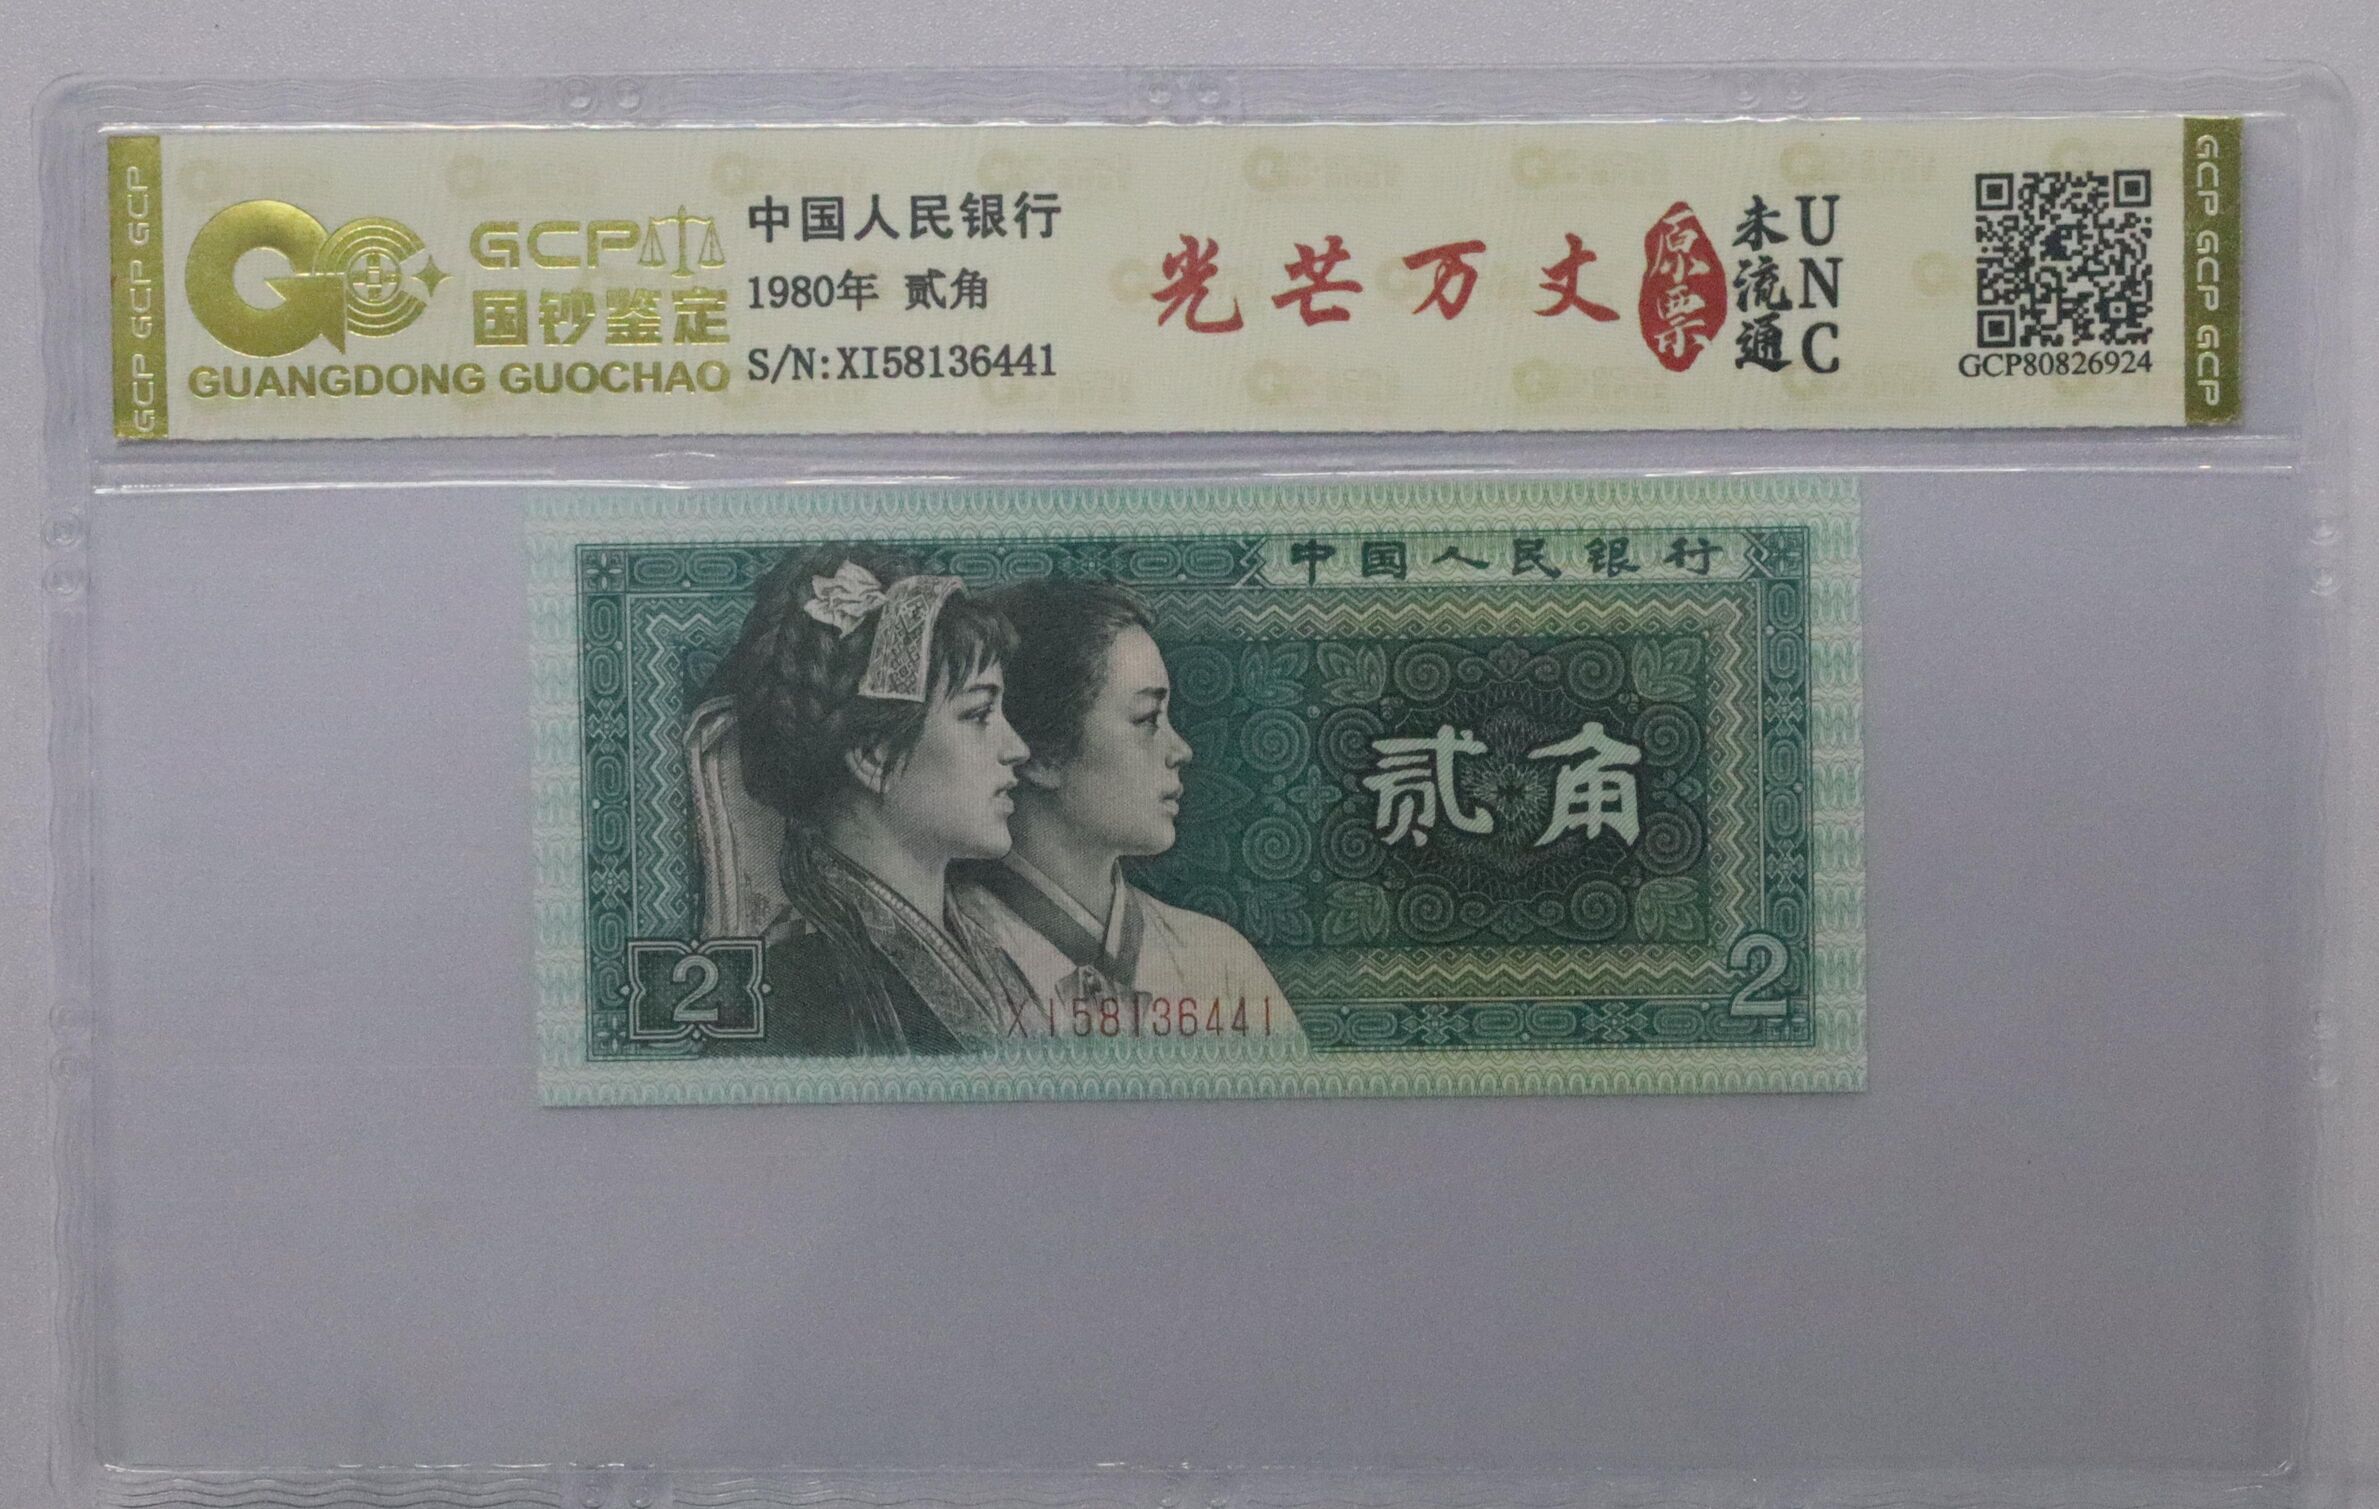 GCP GCP GCP
GCP
国钞鉴定
GUANGDONG GUOCHAO
中国人民银行
1980年 贰角
S/N:XI58136441
光芒万丈
原票
未流通
UNC
GCP80826924
GCP GCP GCP
中国人民银行
贰角
2
XI58136441
2